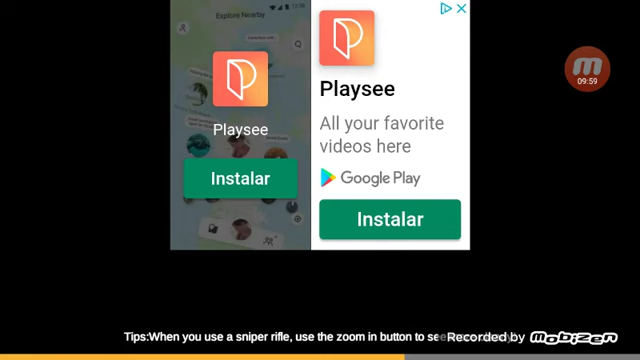 Explore Nearby
Playsee
Instalar
Playsee
All your favorite
videos here
Google Play
Instalar
09:59
Tips:When you use a sniper rifle, use the zoom in button to
Recorded by mobizen